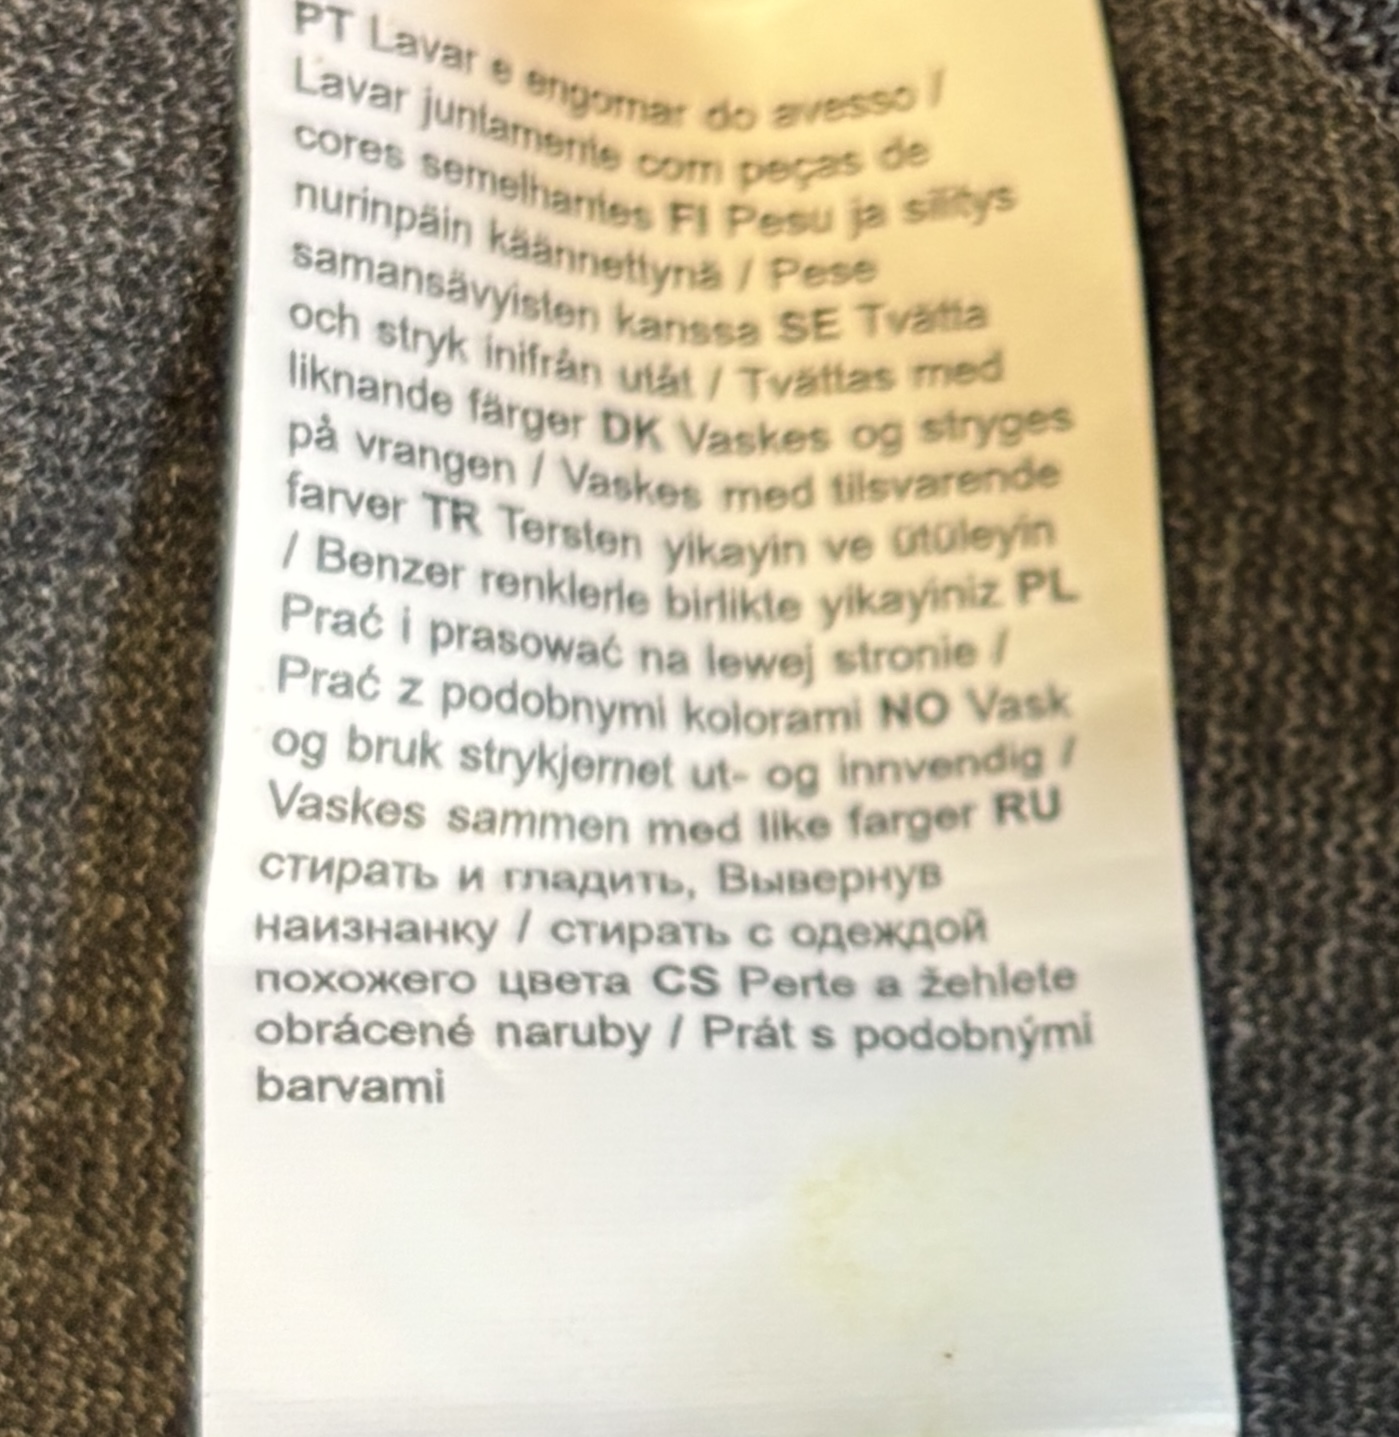 PT Lavar e engomar do avesso /
Lavar juntamente com peças de
cores semelhantes FI Pesu ja silitys
nurinpäin käännettynä / Pese
samansävyisten kanssa SE Tvätta
och stryk inifrån utåt / Tvättas med
liknande färger DK Vaskes og stryges
på vrangen / Vaskes med tilsvarende
farver TR Tersten yikayin ve ütüleyin
/ Benzer renklerle birlikte yikayiniz PL
Prać i prasować na lewej stronie /
Prać z podobnymi kolorami NO Vask
og bruk strykjernet ut- og innvendig /
Vaskes sammen med like farger RU
стирать и гладить, Вывернув
наизнанку / стирать с одеждой
похожего цвета CS Perte a žehlete
obrácené naruby / Prát s podobnými
barvami